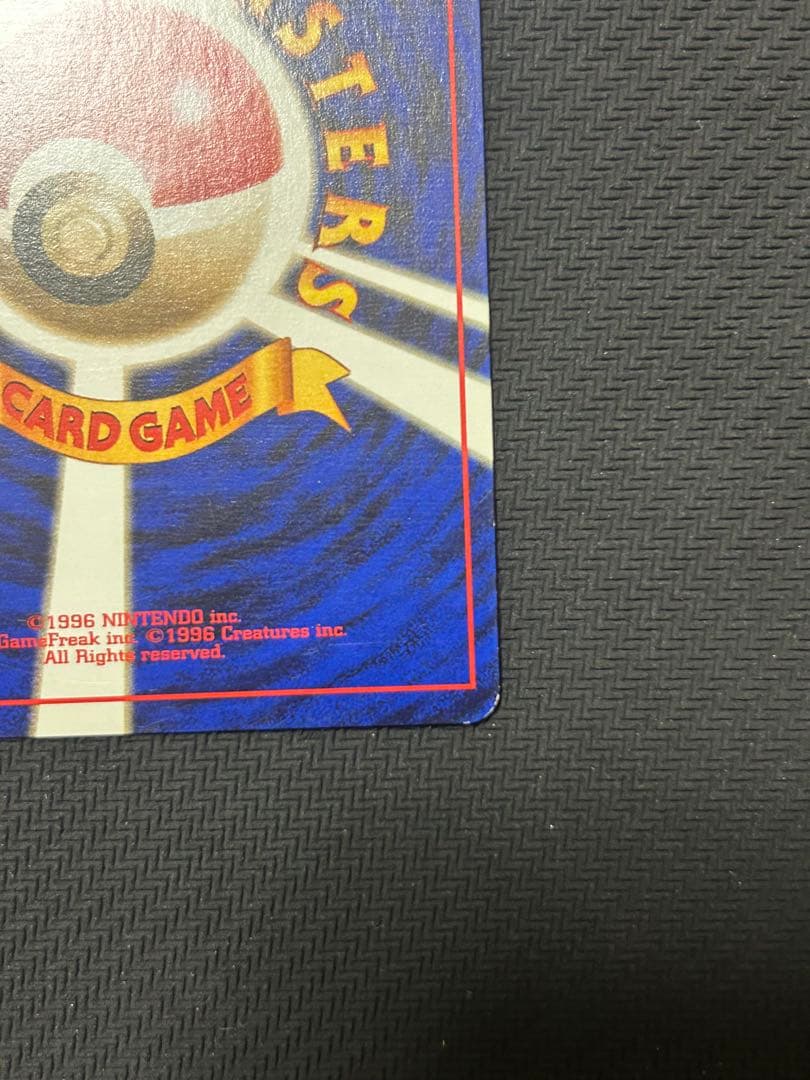 STERS
CARD GAME
©1996 NINTENDO inc.
GameFreak inc. ©1996 Creatures inc.
All Rights reserved.